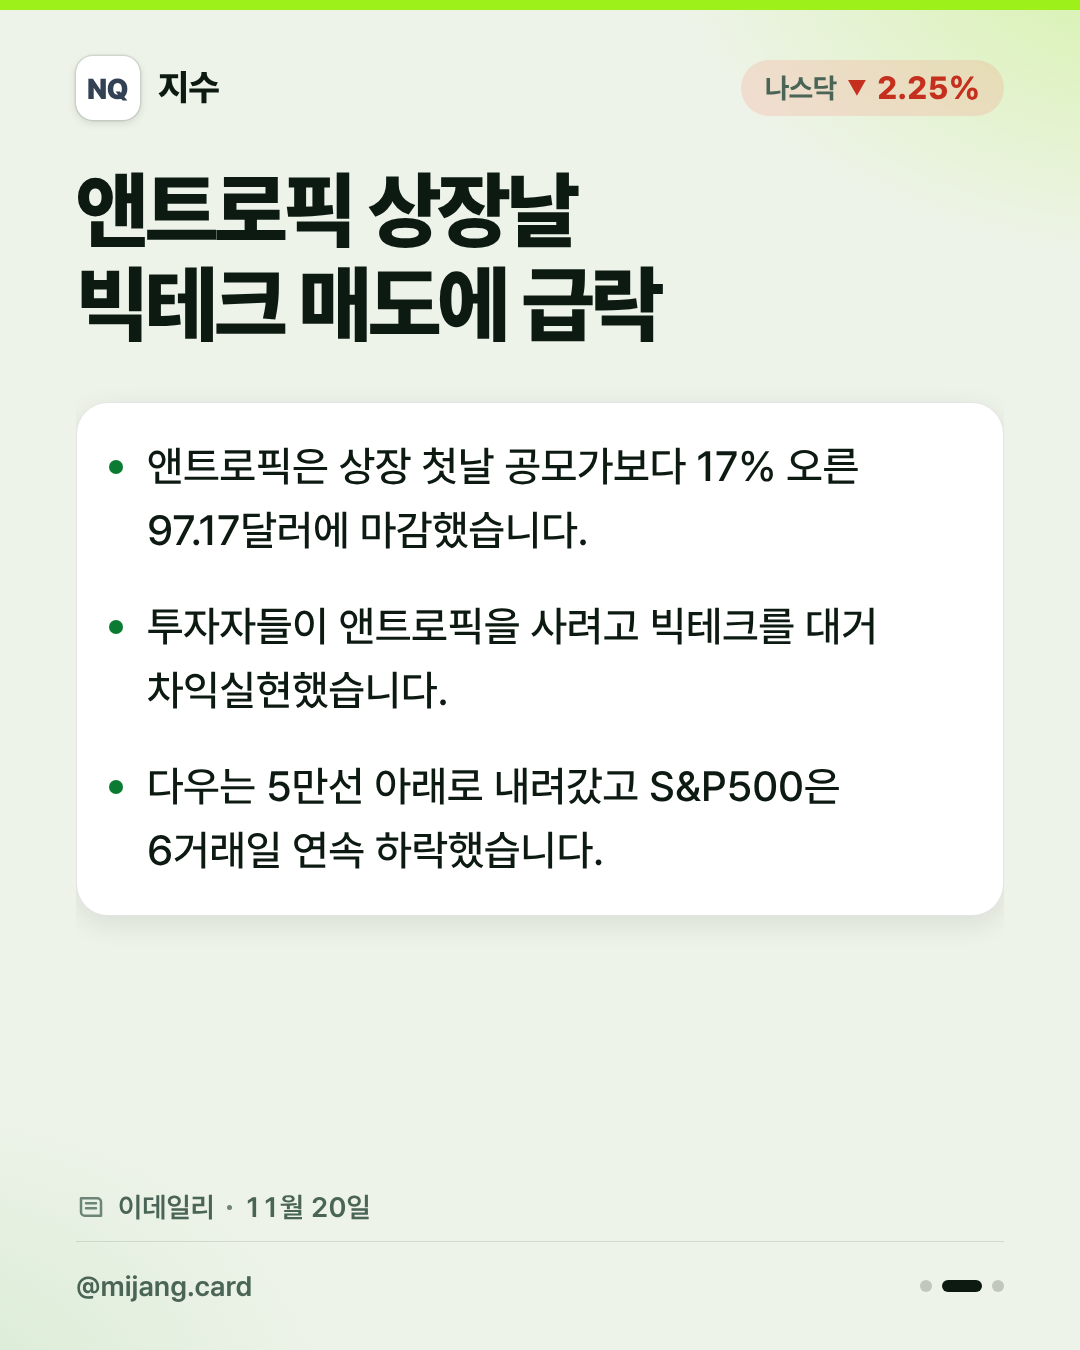 NQ 지수
나스닥 ▼ 2.25%
앤트로픽 상장날
빅테크 매도에 급락
• 앤트로픽은 상장 첫날 공모가보다 17% 오른
97.17달러에 마감했습니다.
• 투자자들이 앤트로픽을 사려고 빅테크를 대거
차익실현했습니다.
• 다우는 5만선 아래로 내려갔고 S&P500은
6거래일 연속 하락했습니다.
이데일리 · 11월 20일
@mijang.card